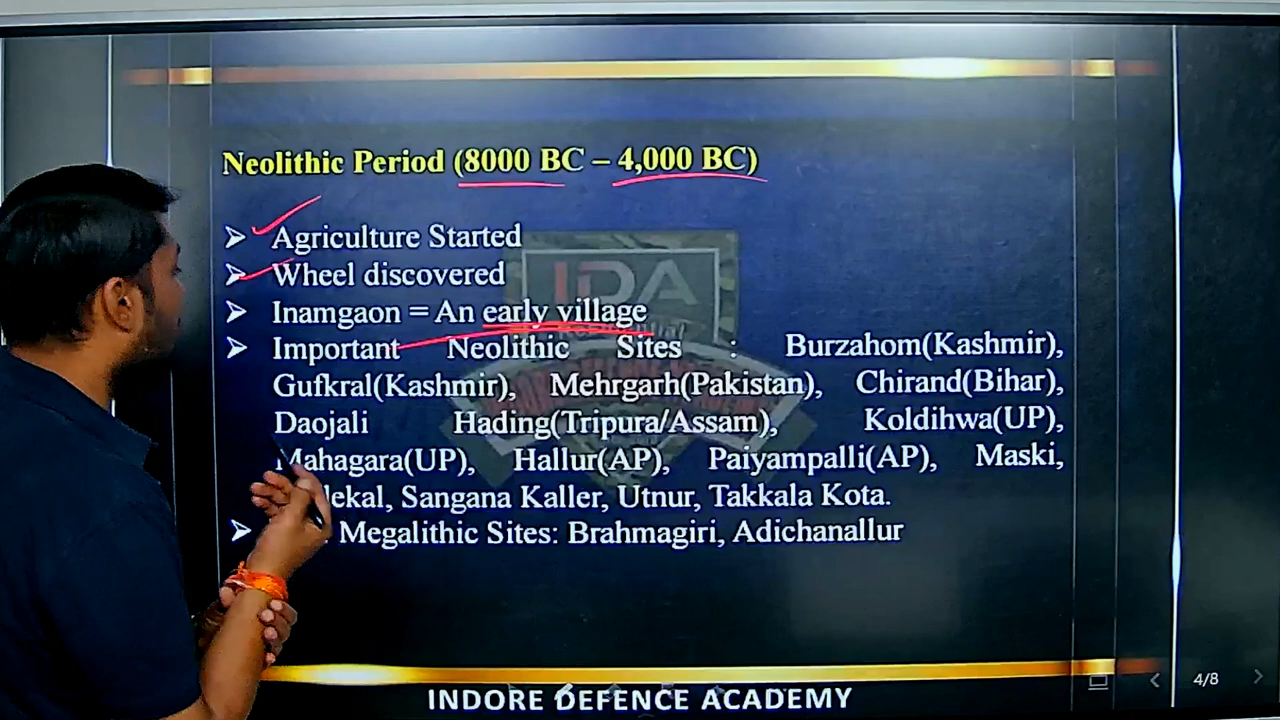 Neolithic Period (8000 BC – 4,000 BC)
➢ Agriculture Started
➢ Wheel discovered
➢ Inamgaon = An early village
➢ Important Neolithic Sites : Burzahom(Kashmir),
Gufkral(Kashmir), Mehrgarh(Pakistan), Chirand(Bihar),
Daojali Hading(Tripura/Assam), Koldihwa(UP),
Mahagara(UP), Hallur(AP), Paiyampalli(AP), Maski,
lekal, Sangana Kaller, Utnur, Takkala Kota.
➢ Megalithic Sites: Brahmagiri, Adichanallur
IDA
4/8
INDORE DEFENCE ACADEMY